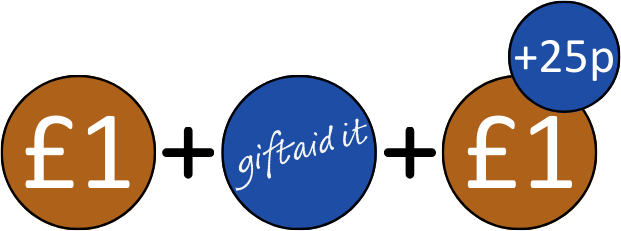 £1 + giftaid it + £1 +25p